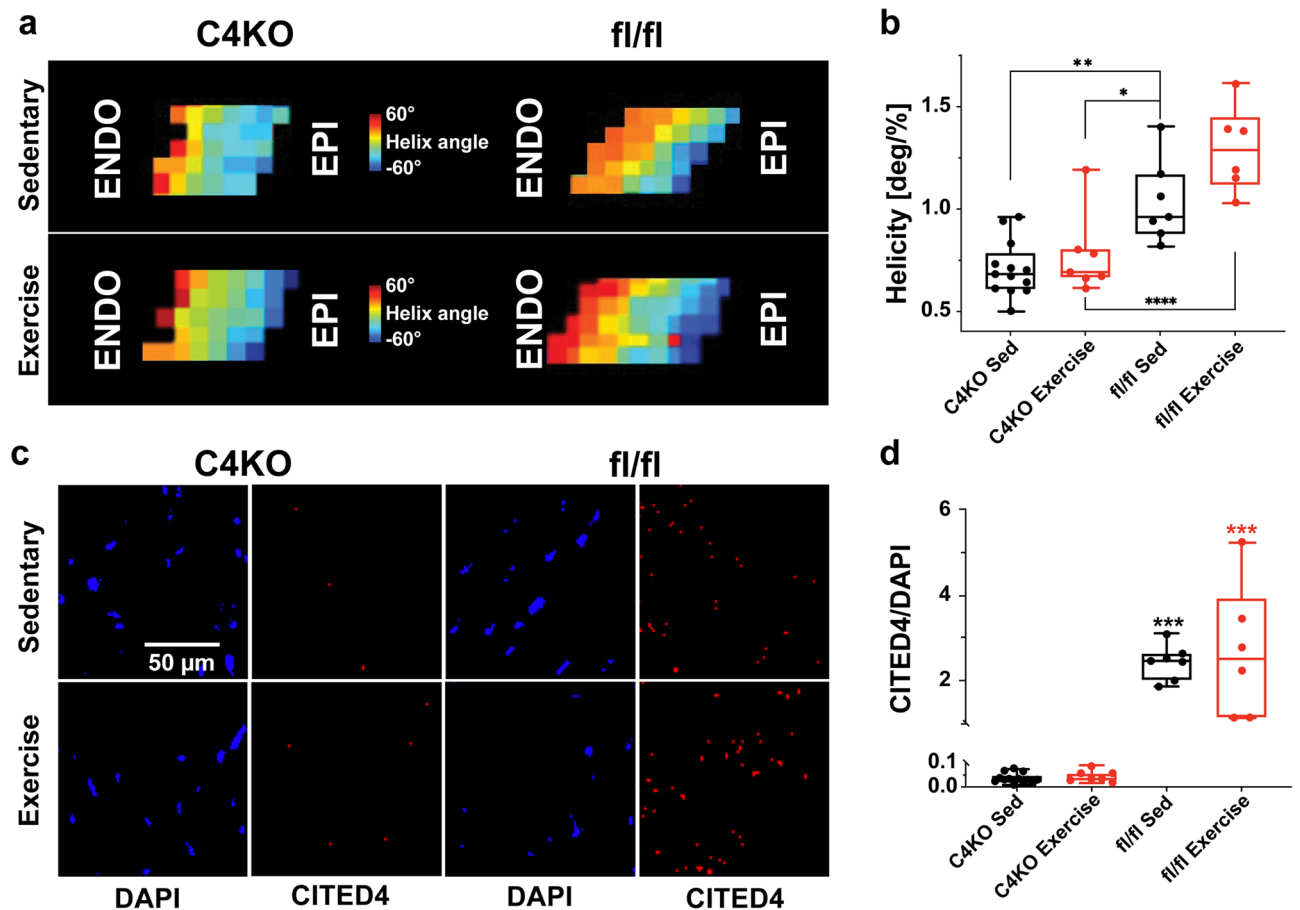 a
C4KO
fl/fl
Sedentary
ENDO
EPI
60°
Helix angle
-60°
ENDO
EPI
Exercise
ENDO
EPI
60°
Helix angle
-60°
ENDO
EPI
b
Helicity [deg/%]
1.5
1.0
0.5
**
*
****
C4KO Sed
C4KO Exercise
fl/fl Sed
fl/fl Exercise
c
C4KO
fl/fl
Sedentary
50 µm
Exercise
DAPI
CITED4
DAPI
CITED4
d
CITED4/DAPI
6
4
2
0.1
0.0
***
***
C4KO Sed
C4KO Exercise
fl/fl Sed
fl/fl Exercise